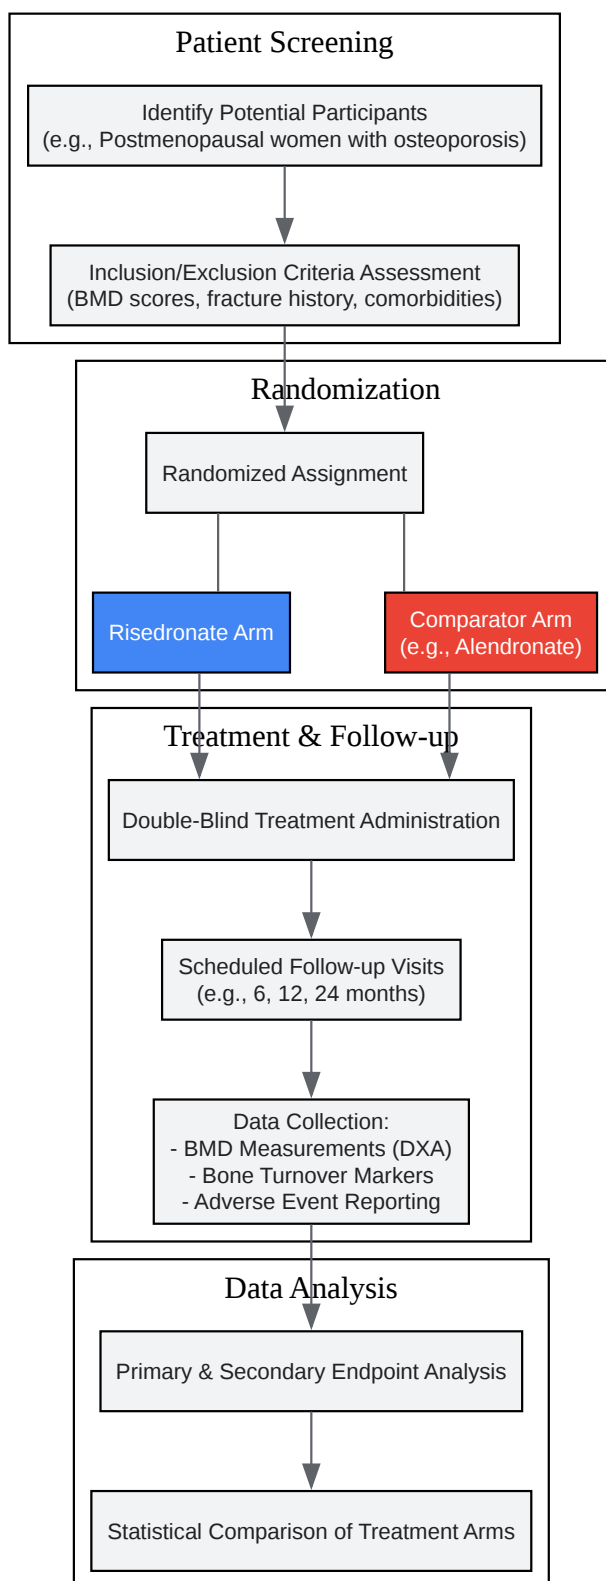 Patient Screening
Identify Potential Participants
(e.g., Postmenopausal women with osteoporosis)
Inclusion/Exclusion Criteria Assessment
(BMD scores, fracture history, comorbidities)
Randomization
Randomized Assignment
Risedronate Arm
Comparator Arm
(e.g., Alendronate)
Treatment & Follow-up
Double-Blind Treatment Administration
Scheduled Follow-up Visits
(e.g., 6, 12, 24 months)
Data Collection:
- BMD Measurements (DXA)
- Bone Turnover Markers
- Adverse Event Reporting
Data Analysis
Primary & Secondary Endpoint Analysis
Statistical Comparison of Treatment Arms